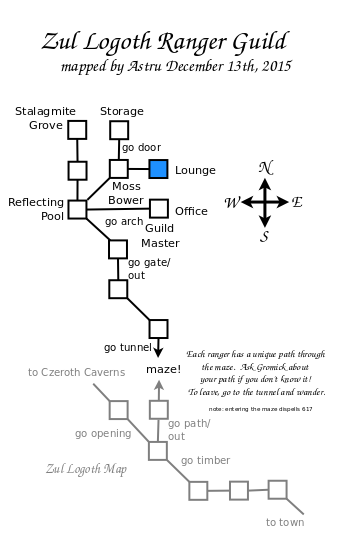 Zul Logoth Ranger Guild
mapped by Astru December 13th, 2015
Stalagmite
Grove
Storage
go door
Lounge
Moss
Bower
Reflecting
Pool
Office
go arch
Guild
Master
go gate/
out
N
W
E
S
go tunnel
maze!
Each ranger has a unique path through
the maze. Ask Gromick about
your path if you don't know it!
To leave, go to the tunnel and wander.
note: entering the maze dispells 617
to Czeroth Caverns
go path/
out
go opening
go timber
Zul Logoth Map
to town